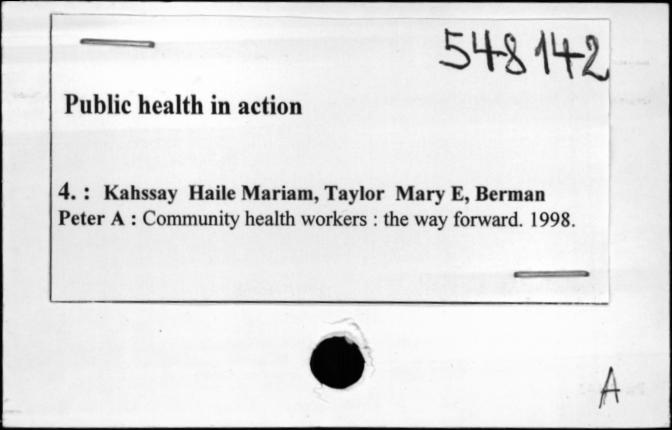 548142
Public health in action
4. : Kahssay Haile Mariam, Taylor Mary E, Berman
Peter A : Community health workers : the way forward. 1998.
A